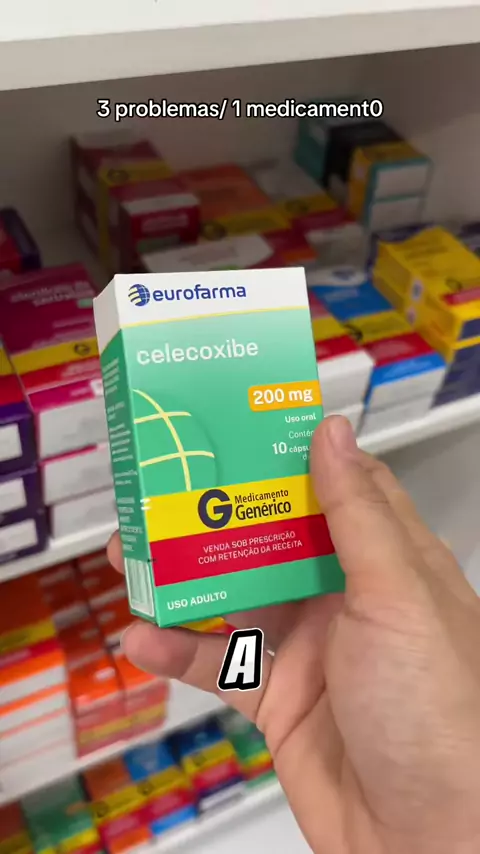 3 problemas/ 1 medicament0
eurofarma
celecoxibe
200 mg
Uso oral
10
G Medicamento
Genérico
VENDA SOB PRESCRIÇÃO
COM RETENÇÃO DA RECEITA
USO ADULTO
A